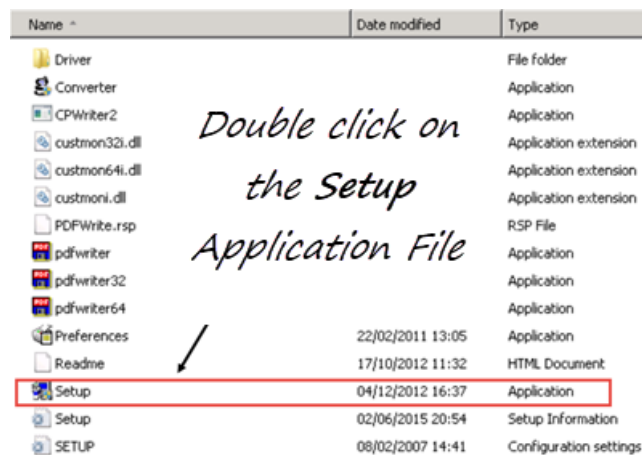 Name Date modified Type
Driver File folder
Converter Application
CPWriter2 Application
custmon32i.dll Application extension
custmon64i.dll Application extension
custmoni.dll Application extension
PDFWrite.rsp RSP File
pdfwriter Application
pdfwriter32 Application
pdfwriter64 Application
Preferences 22/02/2011 13:05 Application
Readme 17/10/2012 11:32 HTML Document
Setup 04/12/2012 16:37 Application
Setup 02/06/2015 20:54 Setup Information
SETUP 08/02/2007 14:41 Configuration settings
Double click on
the Setup
Application File